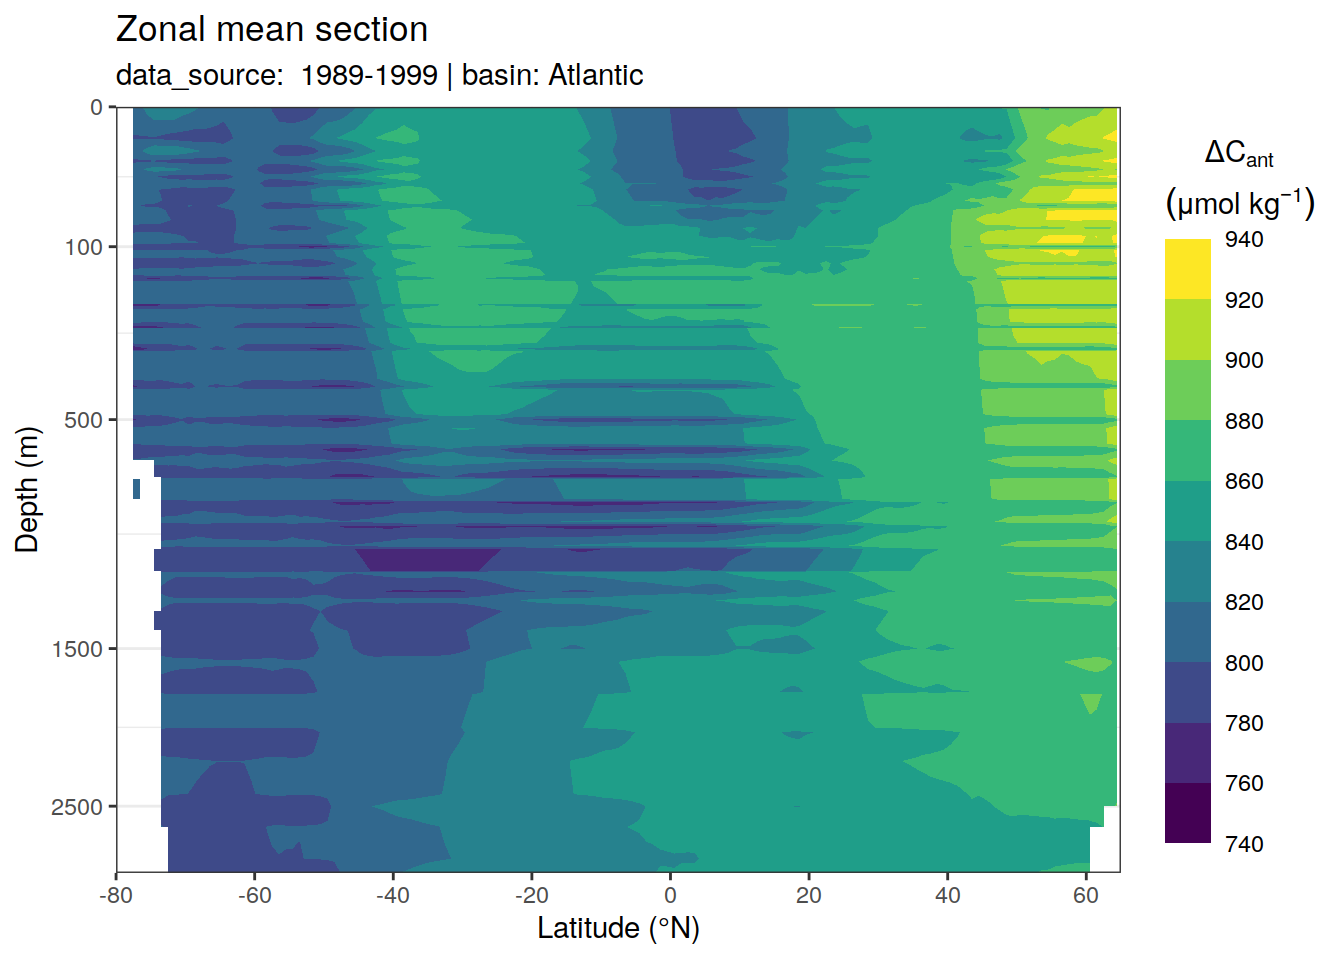 Zonal mean section
data_source:  1989-1999 | basin: Atlantic
ΔCant
(μmol kg⁻¹)
940
920
900
880
860
840
820
800
780
760
740
0
100
500
1500
2500
Depth (m)
-80 -60 -40 -20 0 20 40 60
Latitude (°N)